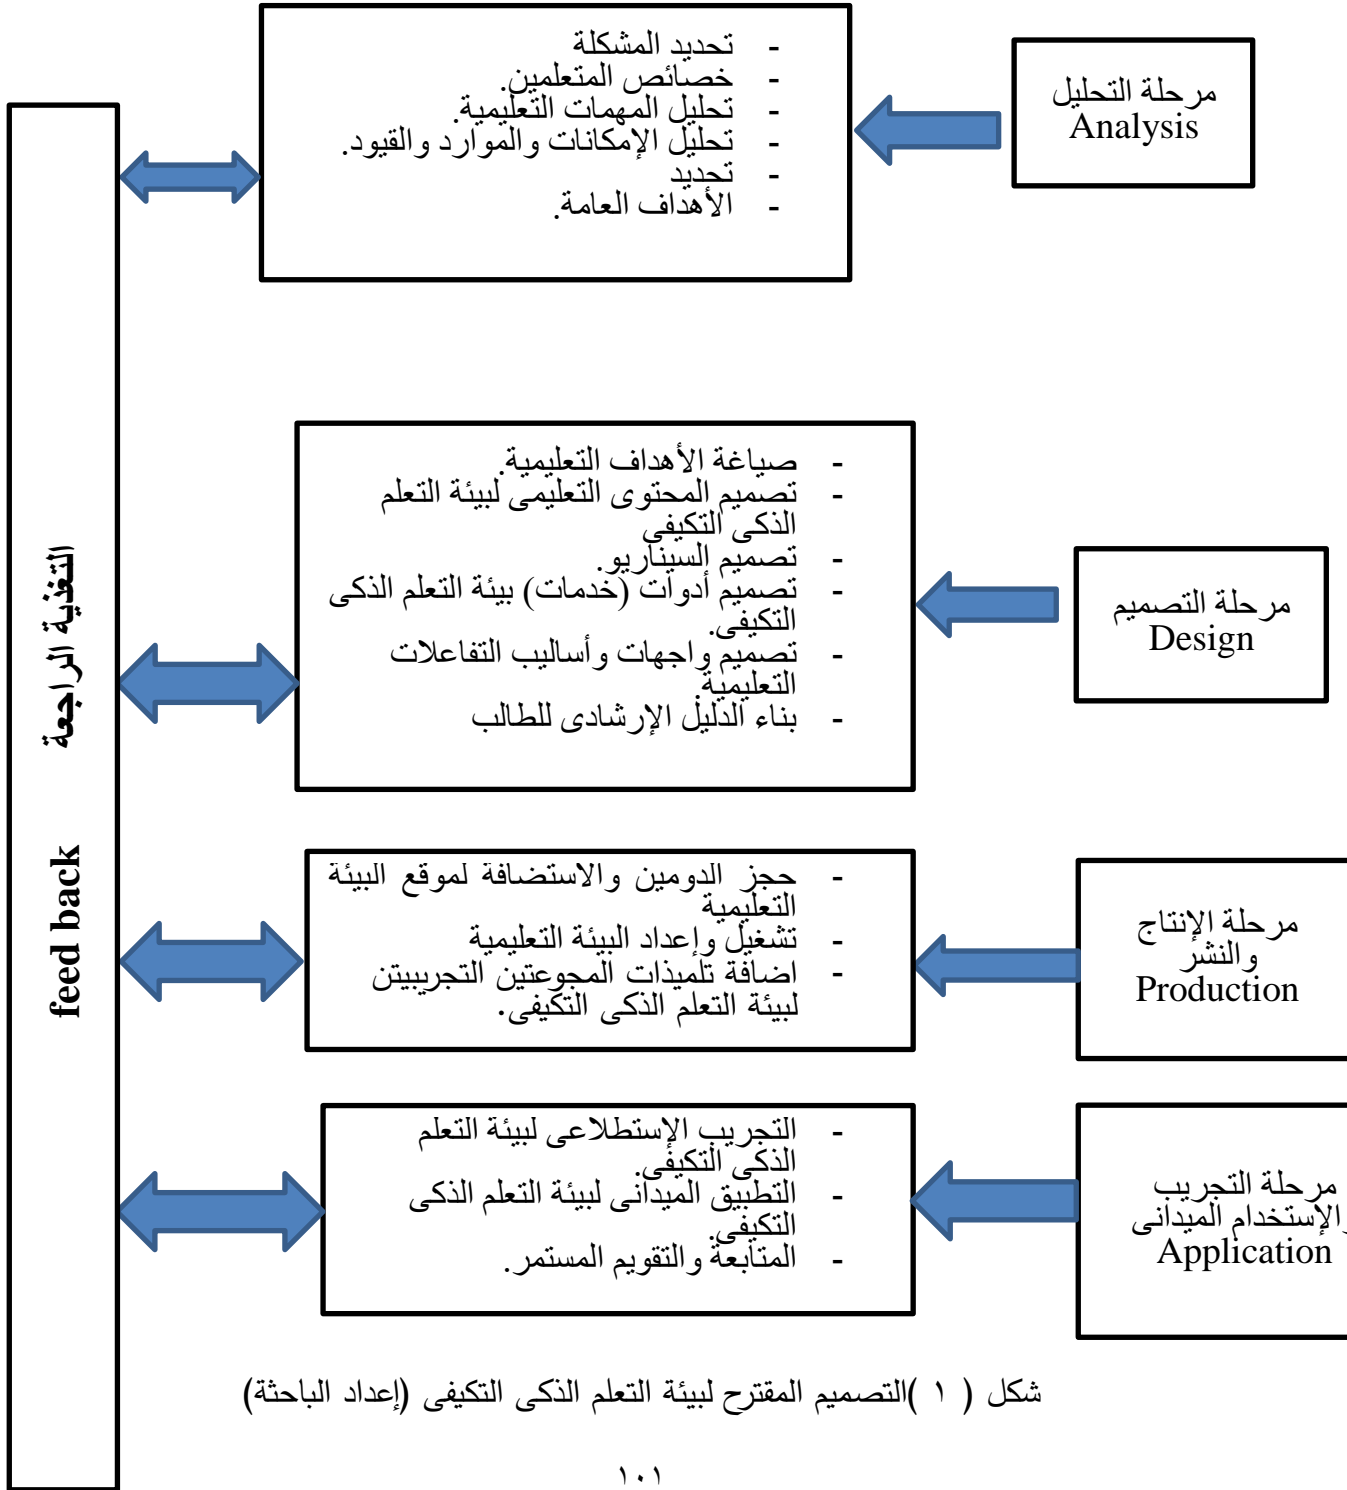 مرحلة التحليل
Analysis
- تحديد المشكلة
- خصائص المتعلمين.
- تحليل المهمات التعليمية.
- تحليل الإمكانات والموارد والقيود.
- تحديد
- الأهداف العامة.
مرحلة التصميم
Design
- صياغة الأهداف التعليمية.
- تصميم المحتوى التعليمى لبيئة التعلم
الذكى التكيفى
- تصميم السيناريو.
- تصميم أدوات (خدمات) بيئة التعلم الذكى
التكيفى.
- تصميم واجهات وأساليب التفاعلات
التعليمية.
- بناء الدليل الإرشادى للطالب
مرحلة الإنتاج
والنشر
Production
- حجز الدومين والاستضافة لموقع البيئة
التعليمية
- تشغيل وإعداد البيئة التعليمية
- اضافة تلميذات المجوعتين التجريبيتن
لبيئة التعلم الذكى التكيفى.
مرحلة التجريب
والإستخدام الميدانى
Application
- التجريب الإستطلاعى لبيئة التعلم
الذكى التكيفى.
- التطبيق الميدانى لبيئة التعلم الذكى
التكيفى.
- المتابعة والتقويم المستمر.
التغذية الراجعة feed back
شكل ( ١ )التصميم المقترح لبيئة التعلم الذكى التكيفى (إعداد الباحثة)
١٠١